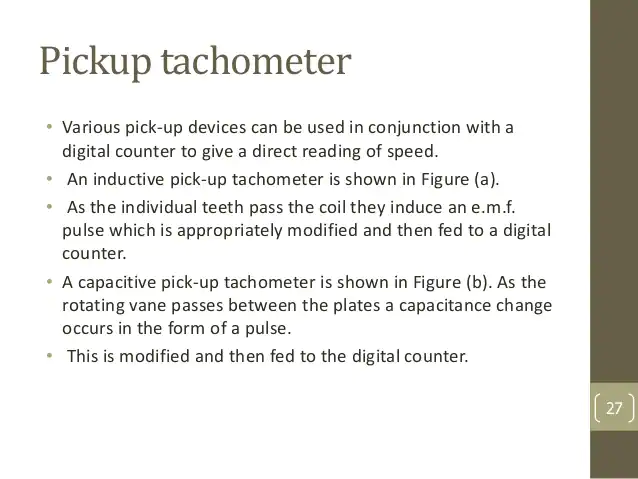 Pickup tachometer
• Various pick-up devices can be used in conjunction with a
digital counter to give a direct reading of speed.
• An inductive pick-up tachometer is shown in Figure (a).
• As the individual teeth pass the coil they induce an e.m.f.
pulse which is appropriately modified and then fed to a digital
counter.
• A capacitive pick-up tachometer is shown in Figure (b). As the
rotating vane passes between the plates a capacitance change
occurs in the form of a pulse.
• This is modified and then fed to the digital counter.
27